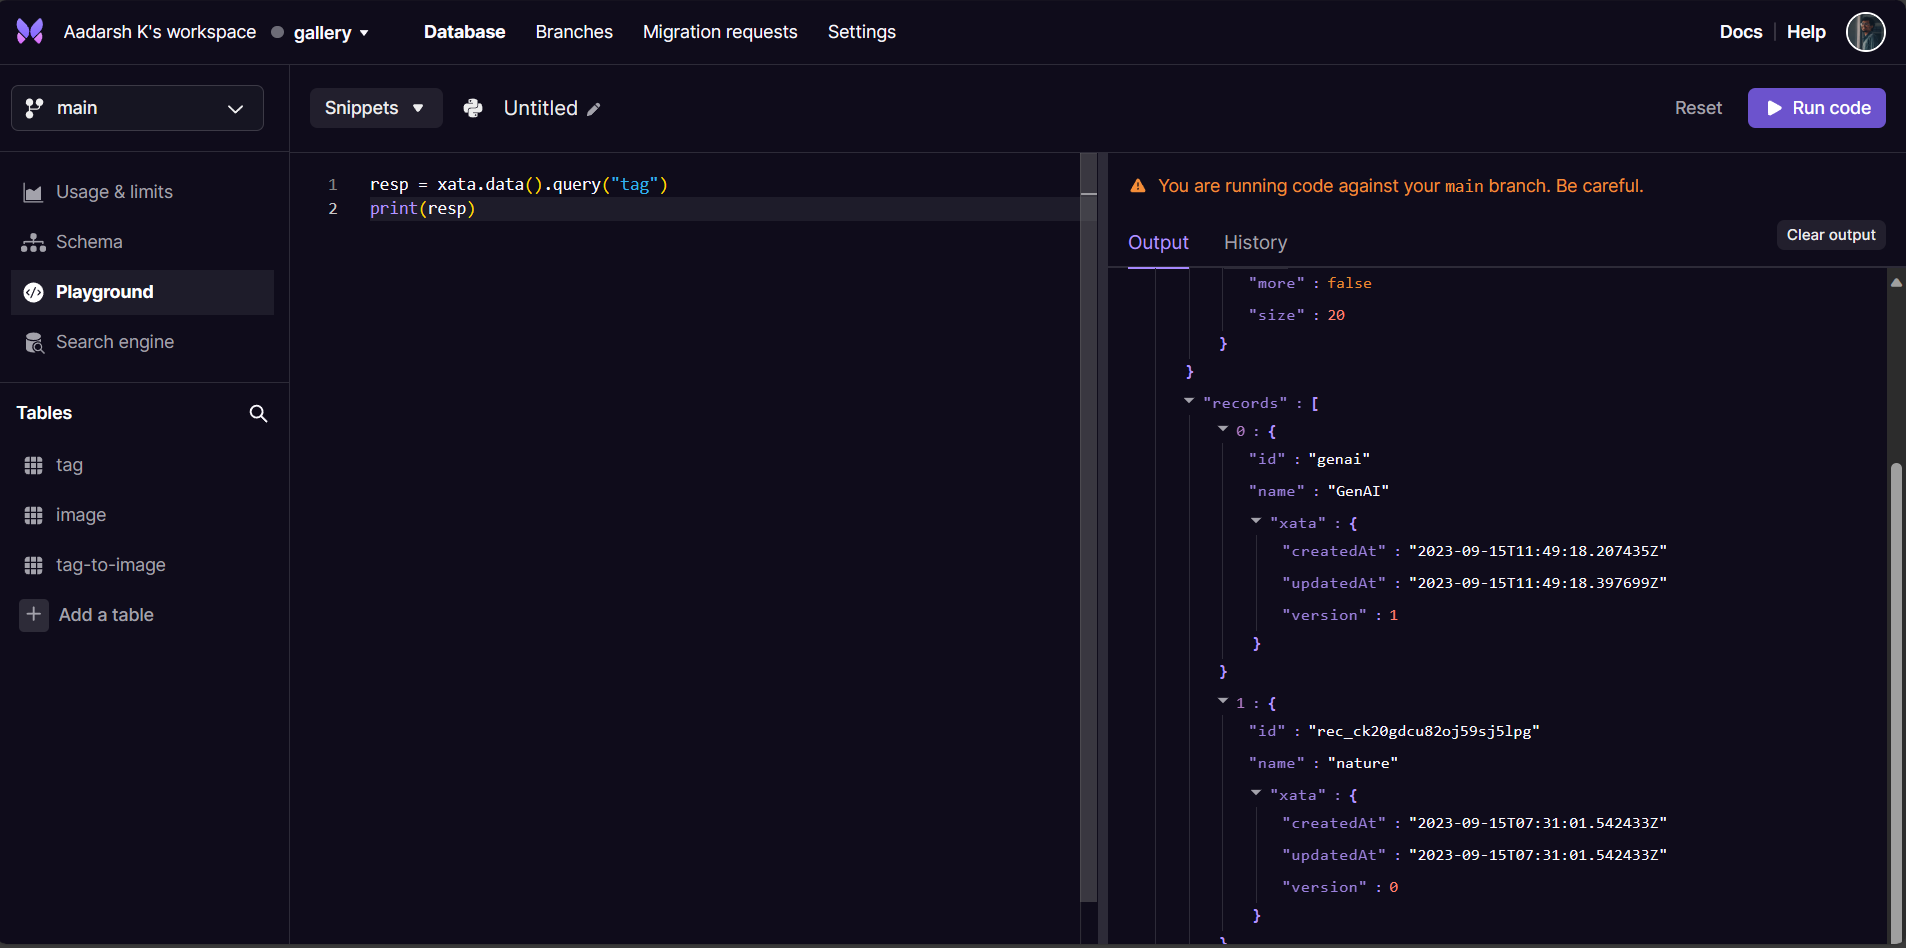 Aadarsh K's workspace gallery Database Branches Migration requests Settings Docs Help
main
Usage & limits
Schema
Playground
Search engine
Tables
tag
image
tag-to-image
Add a table
Snippets Untitled Reset Run code
1 resp = xata.data().query("tag")
2 print(resp)
You are running code against your main branch. Be careful.
Output History Clear output
"more" : false
"size" : 20
}
}
"records" : [
0 : {
"id" : "genai"
"name" : "GenAI"
"xata" : {
"createdAt" : "2023-09-15T11:49:18.207435Z"
"updatedAt" : "2023-09-15T11:49:18.397699Z"
"version" : 1
}
}
1 : {
"id" : "rec_ck20gdcu82oj59sj5lpg"
"name" : "nature"
"xata" : {
"createdAt" : "2023-09-15T07:31:01.542433Z"
"updatedAt" : "2023-09-15T07:31:01.542433Z"
"version" : 0
}
}